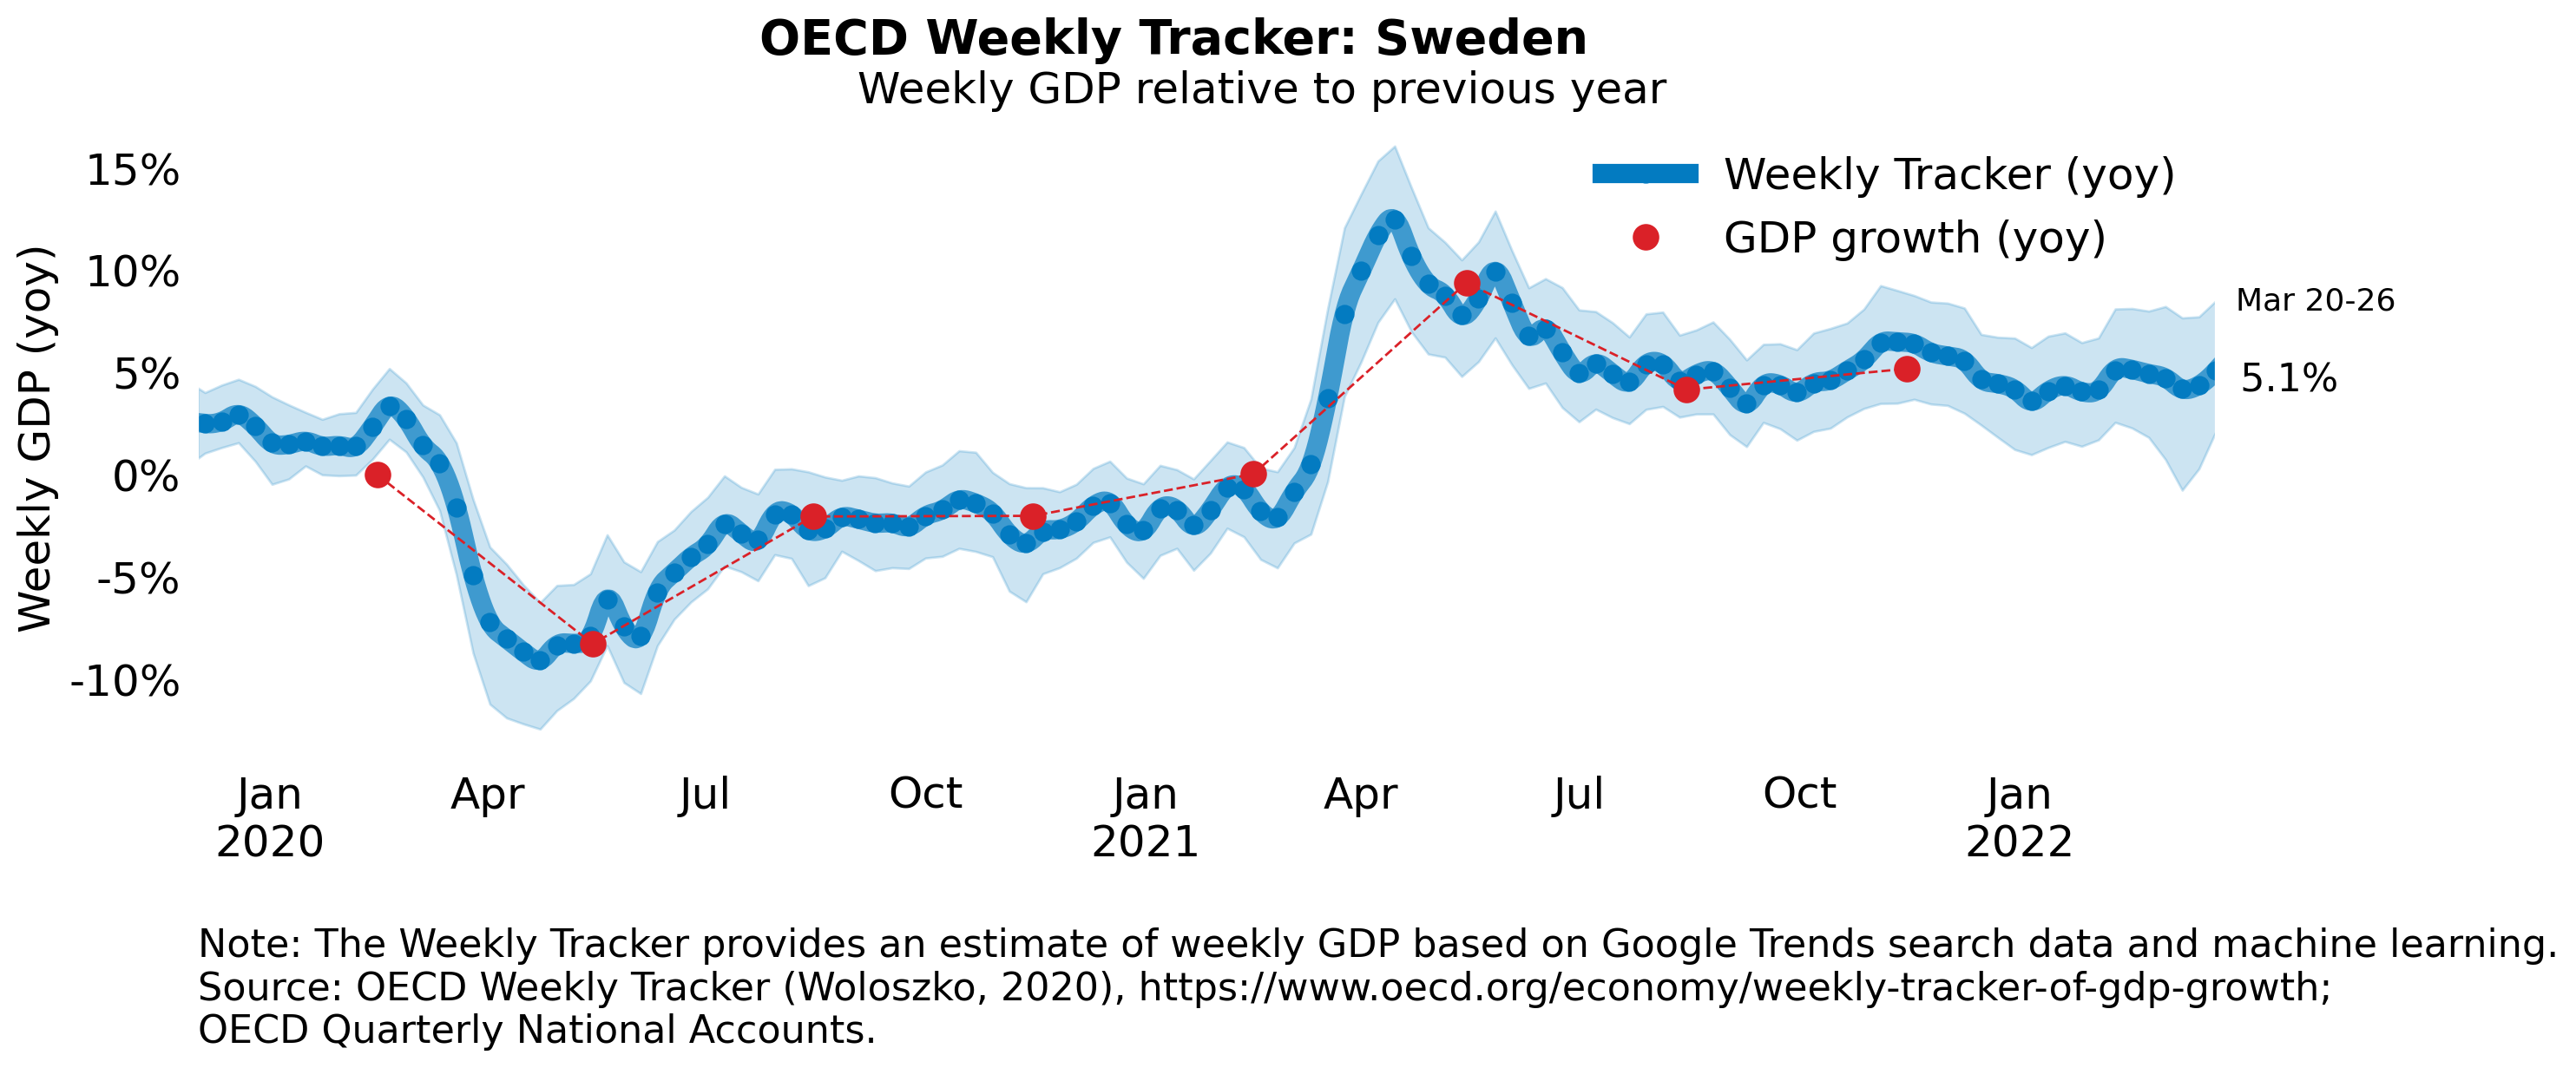 OECD Weekly Tracker: Sweden
Weekly GDP relative to previous year
Weekly GDP (yoy)
15%
10%
5%
0%
-5%
-10%
Weekly Tracker (yoy)
GDP growth (yoy)
Mar 20-26
5.1%
Jan Apr Jul Oct Jan Apr Jul Oct Jan
2020 2021 2022
Note: The Weekly Tracker provides an estimate of weekly GDP based on Google Trends search data and machine learning.
Source: OECD Weekly Tracker (Woloszko, 2020), https://www.oecd.org/economy/weekly-tracker-of-gdp-growth;
OECD Quarterly National Accounts.